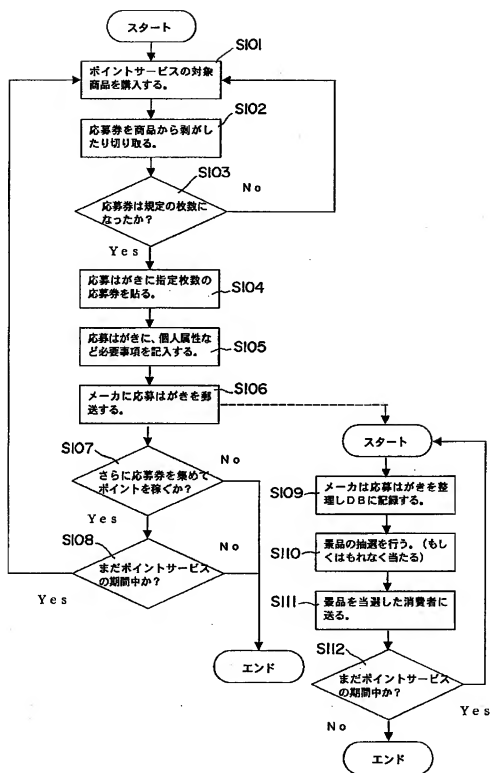 スタート
S101
ポイントサービスの対象
商品を購入する。
S102
応募券を商品から剥がし
たり切り取る。
S103
応募券は規定の枚数に
なったか?
No
Yes
応募はがきに指定枚数の
応募券を貼る。
S104
応募はがきに、個人属性な
ど必要事項を記入する。
S105
メーカに応募はがきを郵
送する。
S106
S107
さらに応募券を集めて
ポイントを稼ぐか?
No
Yes
S108
まだポイントサービス
の期間中か?
No
Yes
エンド
スタート
S109
メーカは応募はがきを整
理しDBに記録する。
S110
景品の抽選を行う。(もし
くはもれなく当たる)
S111
景品を当選した消費者に
送る。
S112
まだポイントサービス
の期間中か?
Yes
No
エンド